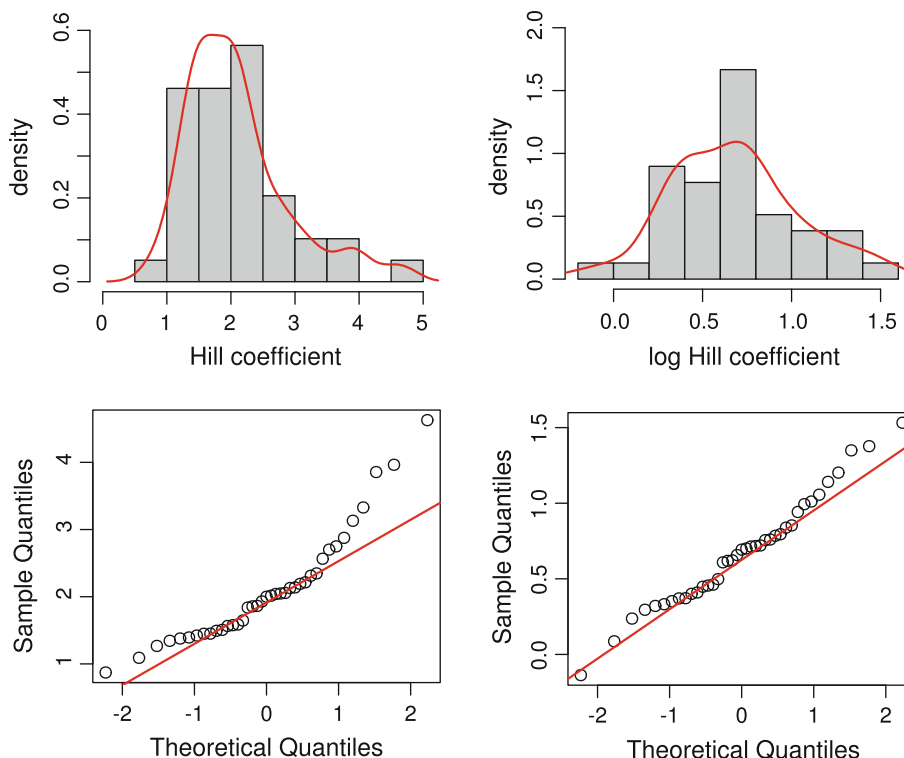 density
0.0 0.2 0.4 0.6
0 1 2 3 4 5
Hill coefficient
density
0.0 0.5 1.0 1.5 2.0
0.0 0.5 1.0 1.5
log Hill coefficient
Sample Quantiles
1 2 3 4
-2 -1 0 1 2
Theoretical Quantiles
Sample Quantiles
0.0 0.5 1.0 1.5
-2 -1 0 1 2
Theoretical Quantiles